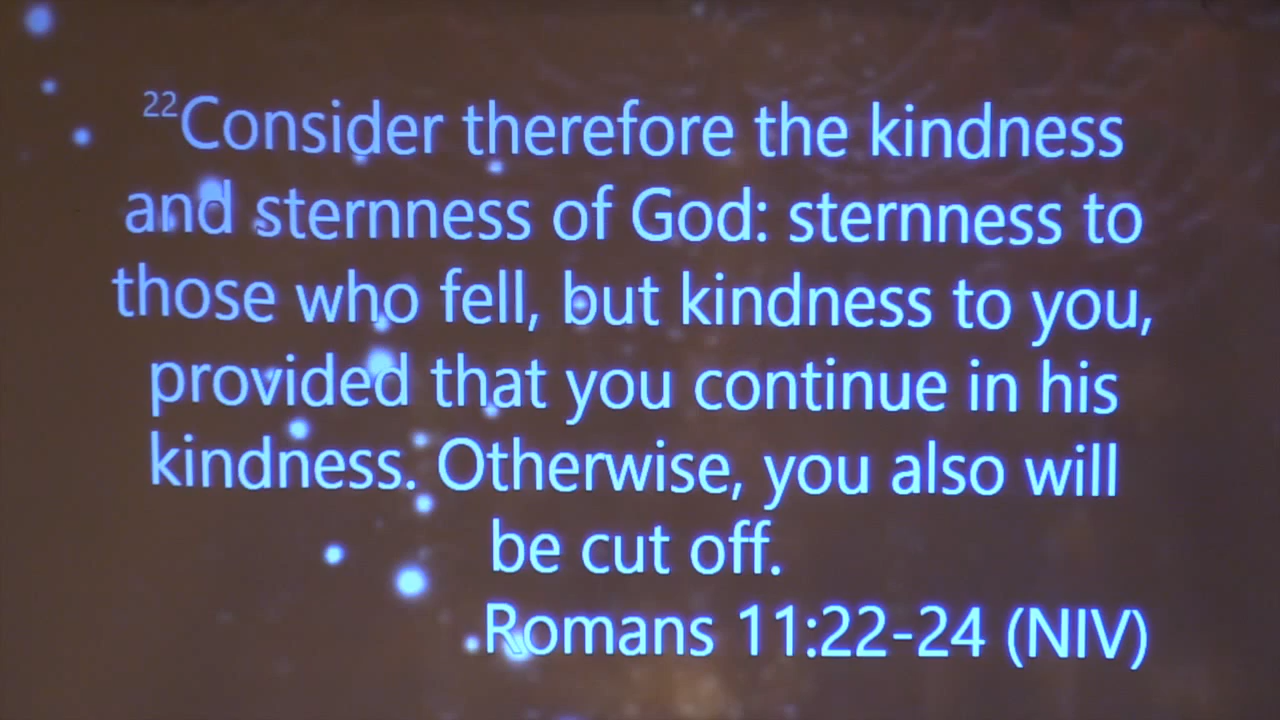 ²²Consider therefore the kindness
and sternness of God: sternness to
those who fell, but kindness to you,
provided that you continue in his
kindness. Otherwise, you also will
be cut off.
Romans 11:22-24 (NIV)